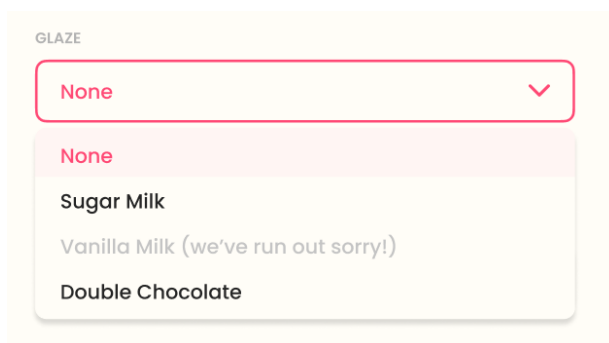 GLAZE
None
None
Sugar Milk
Vanilla Milk (we’ve run out sorry!)
Double Chocolate